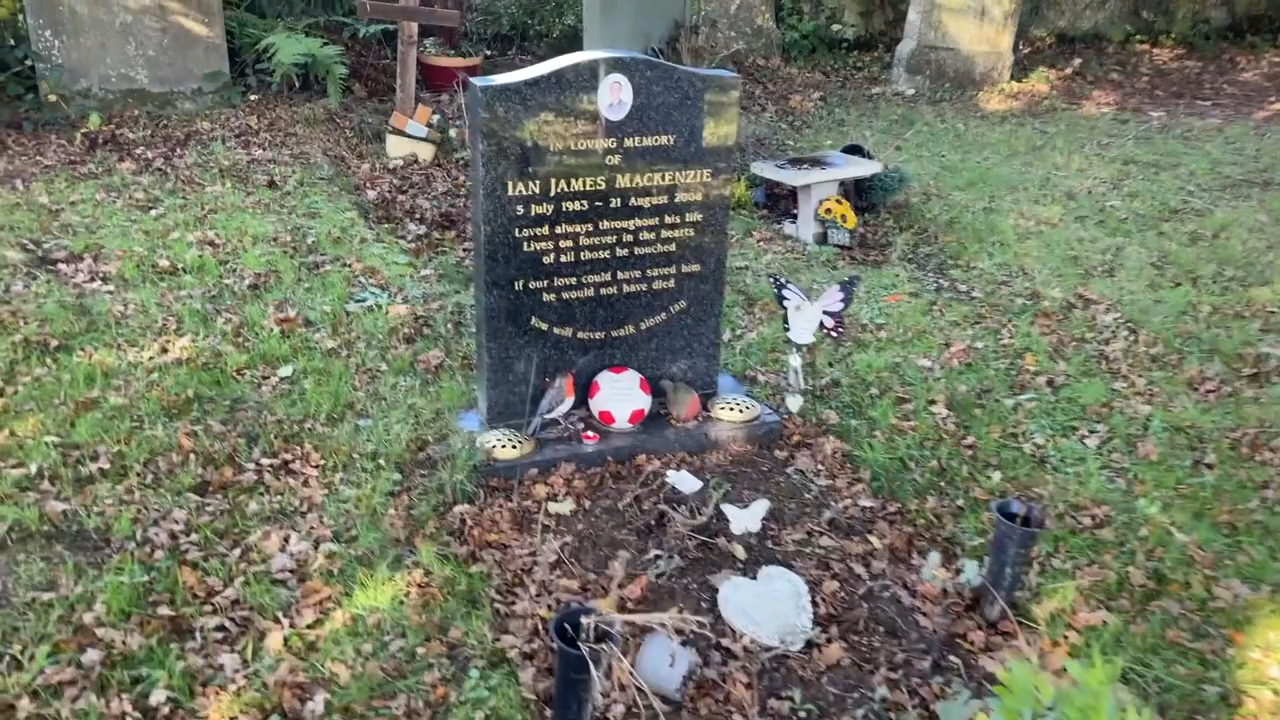 IN LOVING MEMORY
OF
IAN JAMES MACKENZIE
5 July 1983 ~ 21 August 2008
Loved always throughout his life
Lives on forever in the hearts
of all those he touched
If our love could have saved him
he would not have died
You will never walk alone Ian